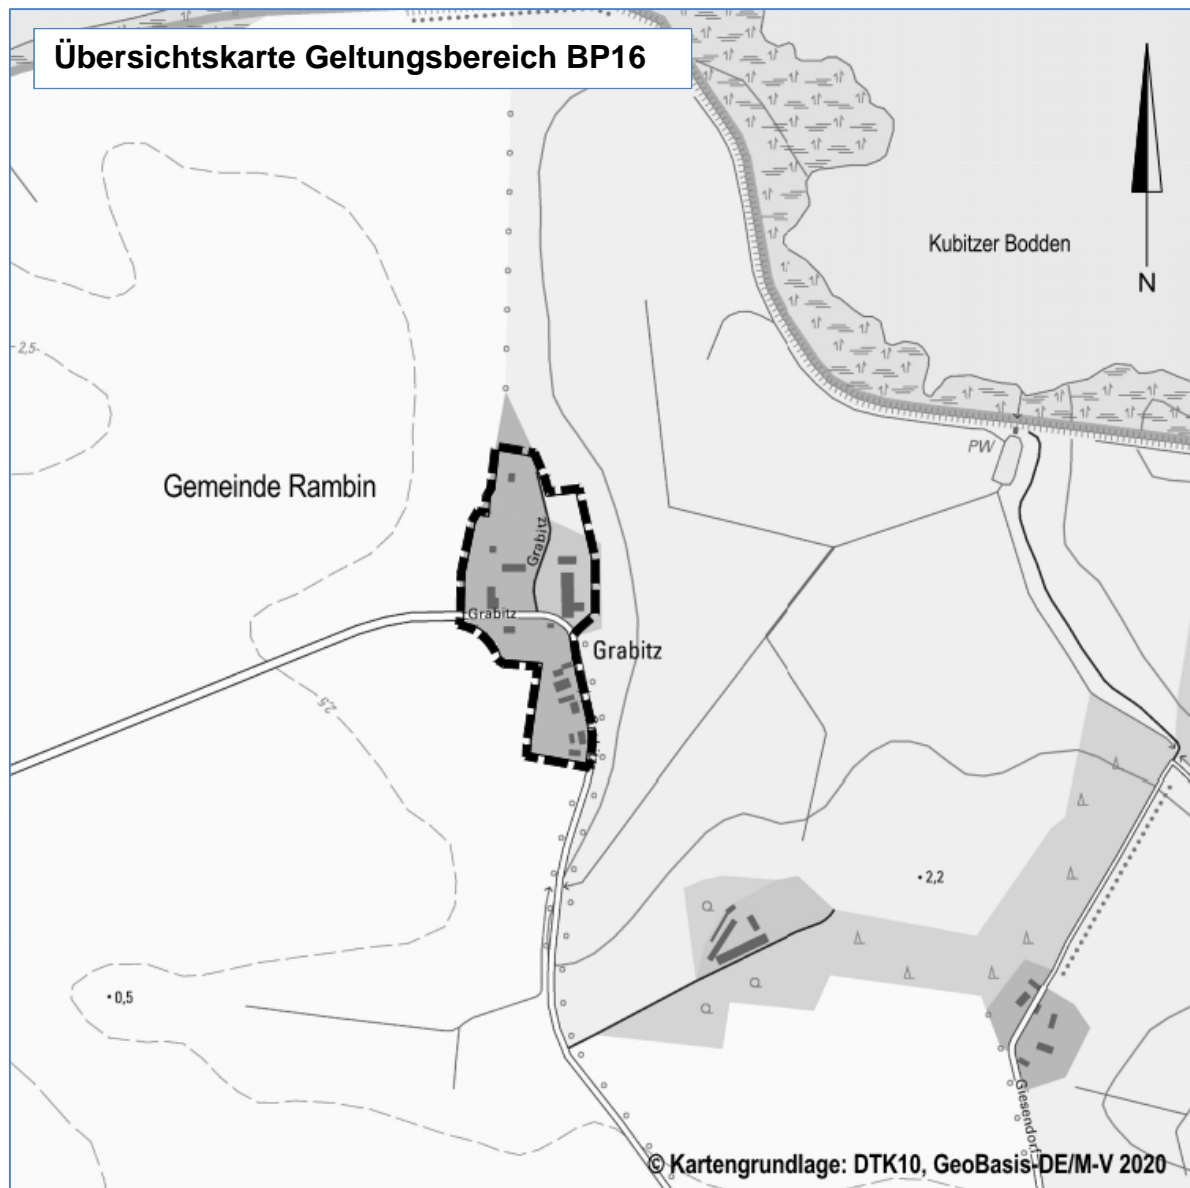 Übersichtskarte Geltungsbereich BP16
Kubitzer Bodden
N
2,5
PW
Gemeinde Rambin
Grabitz
Grabitz
Grabitz
2,5
2,2
0,5
Giesendorf
© Kartengrundlage: DTK10, GeoBasis-DE/M-V 2020